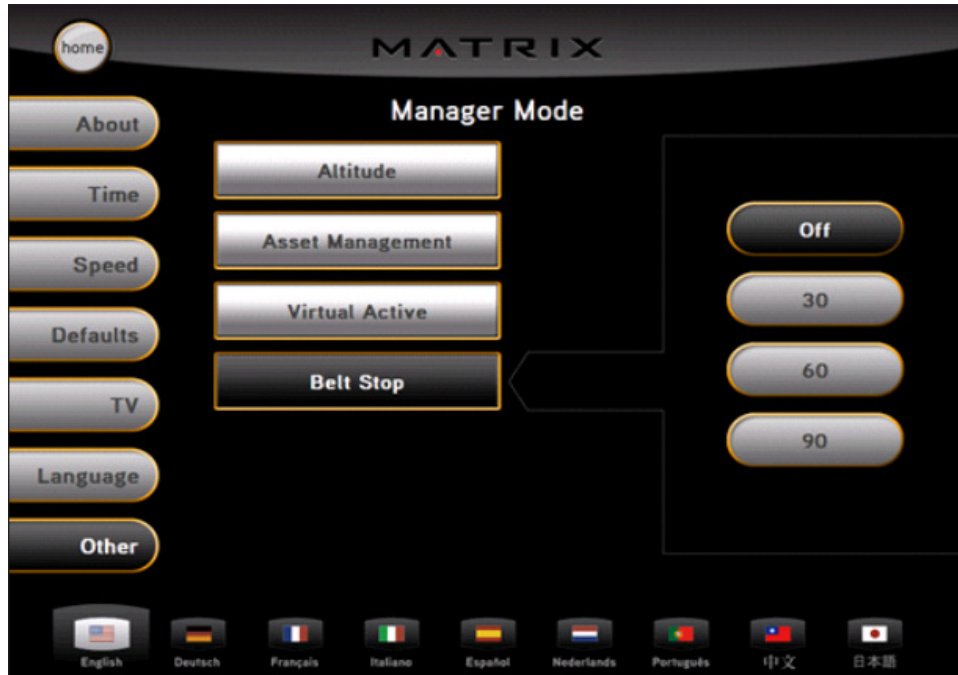 home
MATRIX
Manager Mode
About
Time
Speed
Defaults
TV
Language
Other
Altitude
Asset Management
Virtual Active
Belt Stop
Off
30
60
90
English
Deutsch
Français
Italiano
Español
Nederlands
Português
中文
日本語